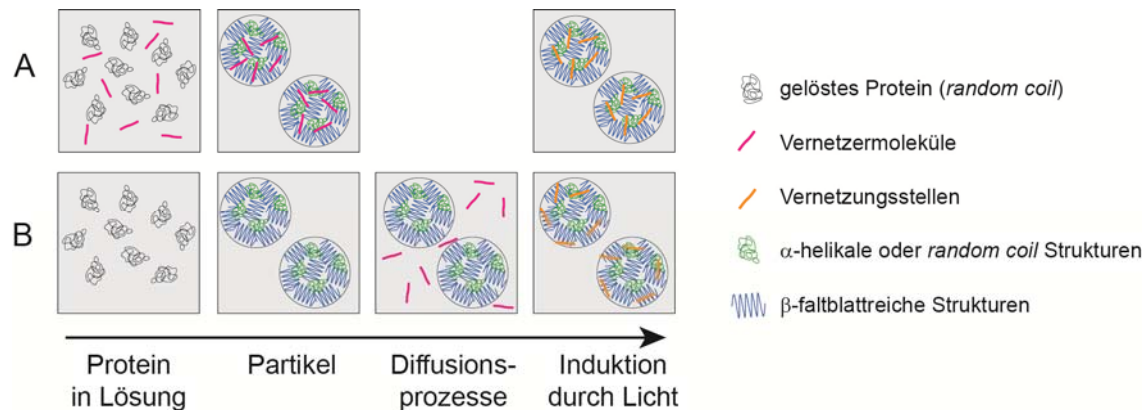 A
B
Protein
in Lösung
Partikel
Diffusions-
prozesse
Induktion
durch Licht
gelöstes Protein (random coil)
Vernetzermoleküle
Vernetzungsstellen
α-helikale oder random coil Strukturen
β-faltblattreiche Strukturen